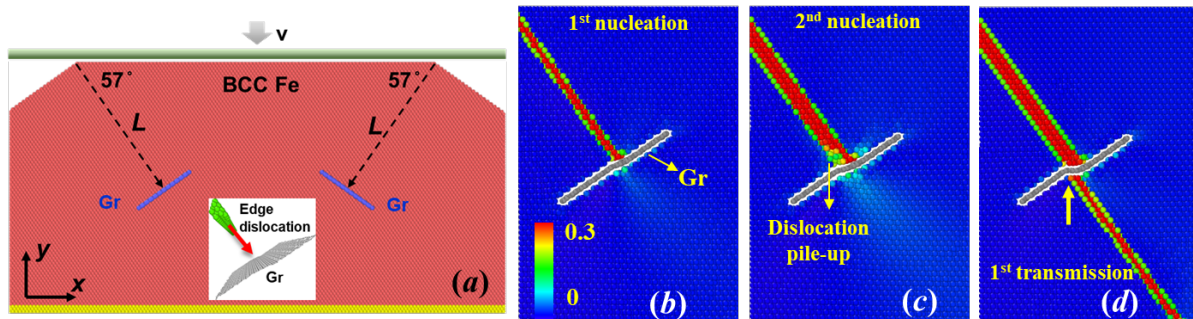 v
57°
57°
BCC Fe
L
L
Gr
Gr
Edge
dislocation
Gr
y
x
(a)
1st nucleation
Gr
0.3
0
(b)
2nd nucleation
Dislocation
pile-up
(c)
1st transmission
(d)